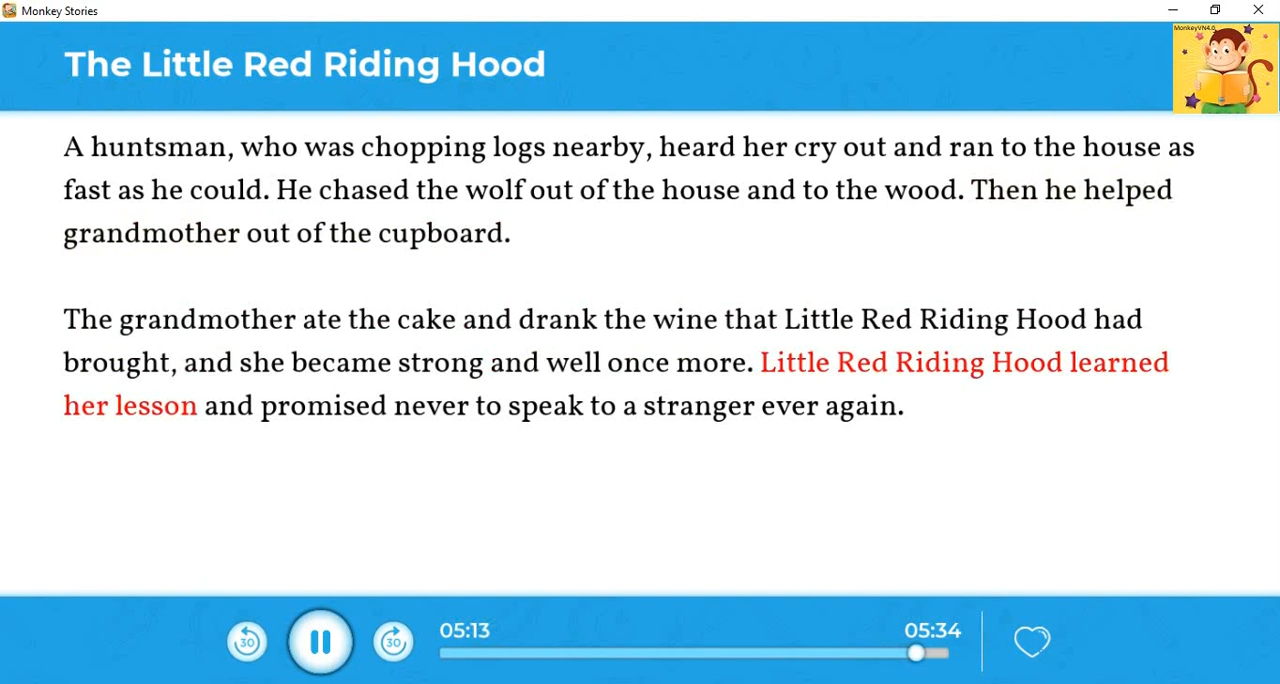 Monkey Stories
The Little Red Riding Hood
MonkeyVN4.0
A huntsman, who was chopping logs nearby, heard her cry out and ran to the house as
fast as he could. He chased the wolf out of the house and to the wood. Then he helped
grandmother out of the cupboard.
The grandmother ate the cake and drank the wine that Little Red Riding Hood had
brought, and she became strong and well once more. Little Red Riding Hood learned
her lesson and promised never to speak to a stranger ever again.
30
30
05:13
05:34